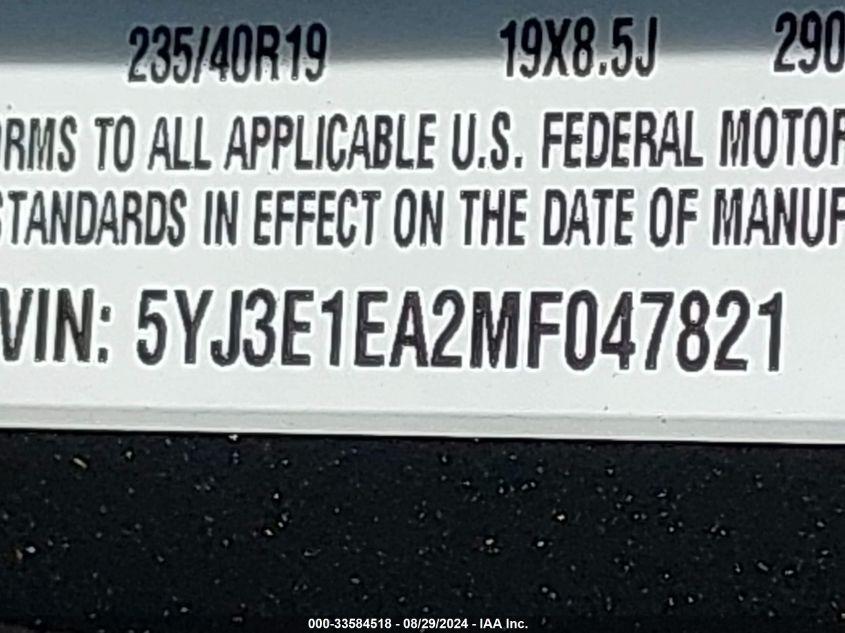 235/40R19 19X8.5J 290
RMS TO ALL APPLICABLE U.S. FEDERAL MOTOR
STANDARDS IN EFFECT ON THE DATE OF MANUF
VIN: 5YJ3E1EA2MF047821
000-33584518 - 08/29/2024 - IAA Inc.